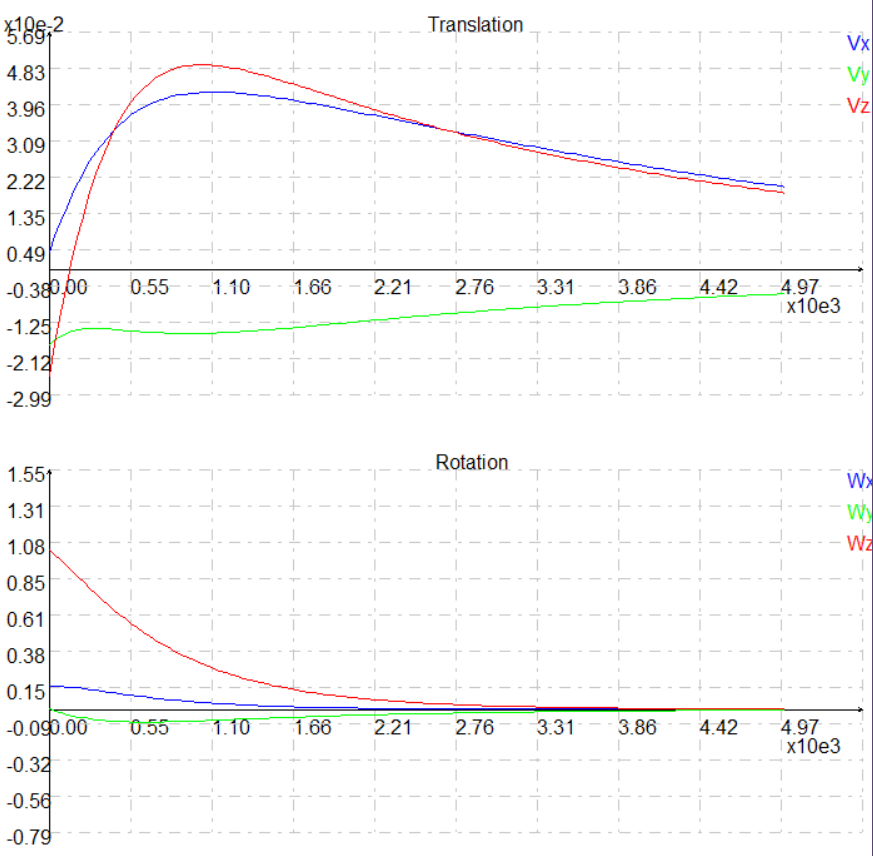 x10e-2
Translation
5.69
Vx
4.83
Vy
3.96
Vz
3.09
2.22
1.35
0.49
-0.38
0.00 0.55 1.10 1.66 2.21 2.76 3.31 3.86 4.42 4.97
x10e3
-1.25
-2.12
-2.99
Rotation
1.55
Wx
1.31
Wy
1.08
Wz
0.85
0.61
0.38
0.15
-0.09
0.00 0.55 1.10 1.66 2.21 2.76 3.31 3.86 4.42 4.97
x10e3
-0.32
-0.56
-0.79